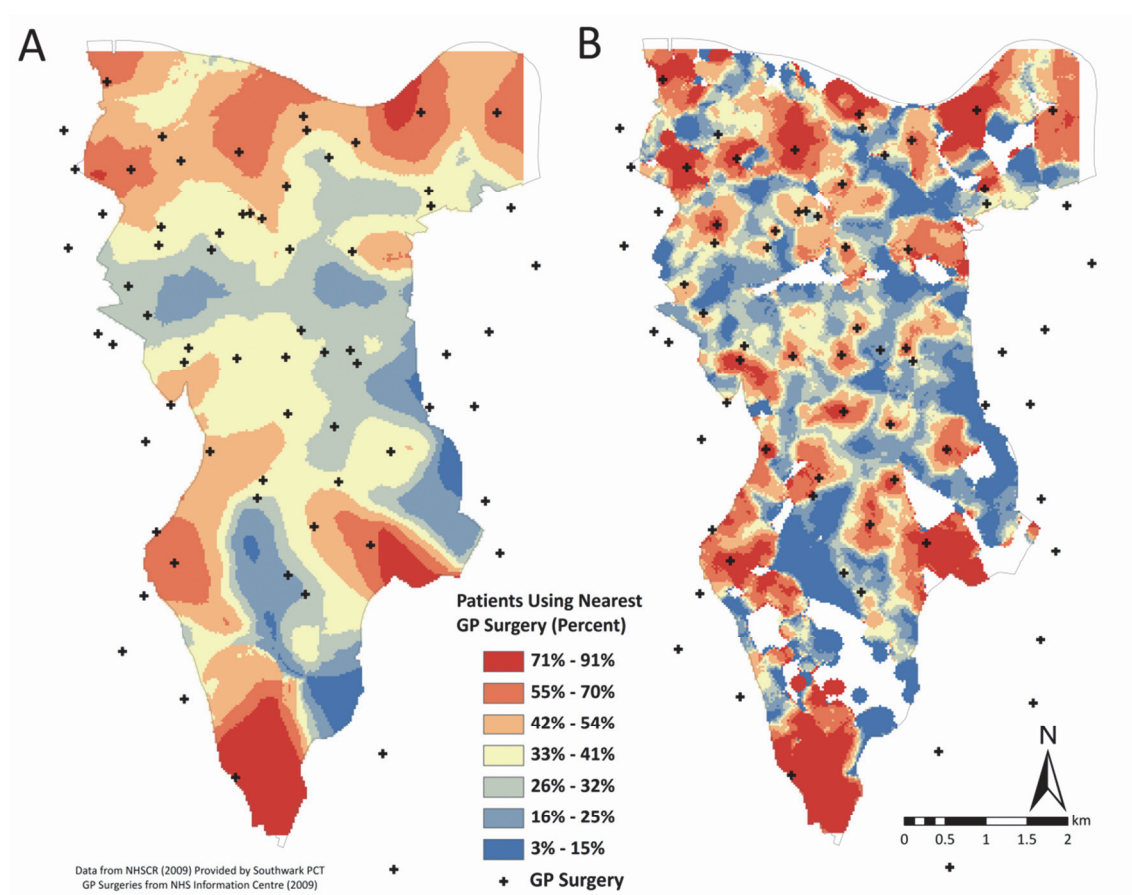 A
B
Patients Using Nearest
GP Surgery (Percent)
71% - 91%
55% - 70%
42% - 54%
33% - 41%
26% - 32%
16% - 25%
3% - 15%
GP Surgery
N
km
0 0.5 1 1.5 2
Data from NHSCR (2009) Provided by Southwark PCT
GP Surgeries from NHS Information Centre (2009)